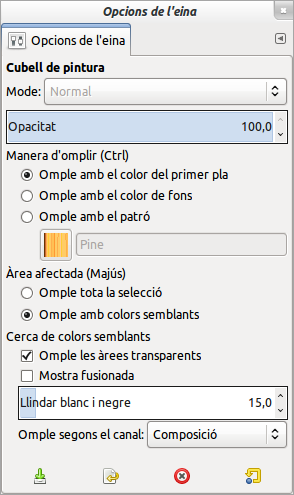 Opcions de l'eina
Opcions de l'eina
Cubell de pintura
Mode: Normal
Opacitat 100,0
Manera d'omplir (Ctrl)
Omple amb el color del primer pla
Omple amb el color de fons
Omple amb el patró
Pine
Àrea afectada (Majús)
Omple tota la selecció
Omple amb colors semblants
Cerca de colors semblants
Omple les àrees transparents
Mostra fusionada
Llindar blanc i negre 15,0
Omple segons el canal: Composició